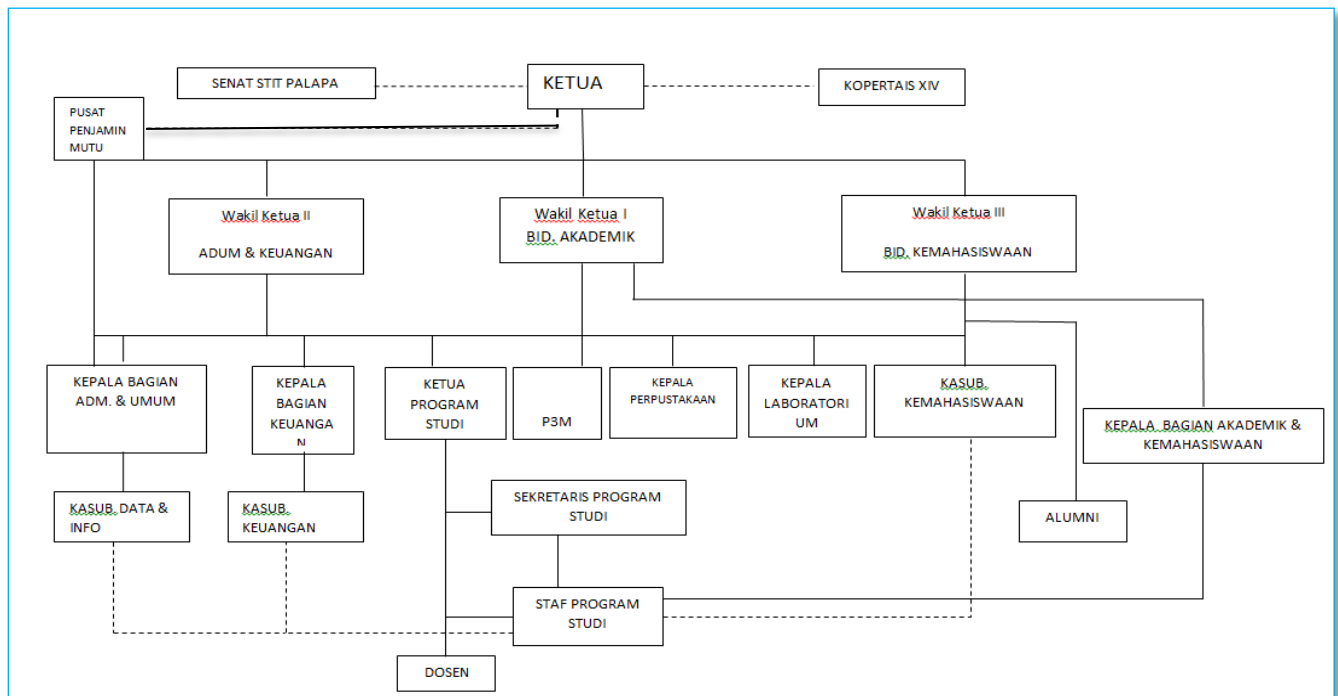 SENAT STIT PALAPA
KETUA
KOPERTAIS XIV
PUSAT
PENJAMIN
MUTU
Wakil Ketua II
ADUM & KEUANGAN
Wakil Ketua I
BID. AKADEMIK
Wakil Ketua III
BID. KEMAHASISWAAN
KEPALA BAGIAN
ADM. & UMUM
KEPALA
BAGIAN
KEUANGA
N
KETUA
PROGRAM
STUDI
P3M
KEPALA
PERPUSTAKAAN
KEPALA
LABORATORI
UM
KASUB.
KEMAHASISWAAN
KEPALA BAGIAN AKADEMIK &
KEMAHASISWAAN
KASUB. DATA &
INFO
KASUB.
KEUANGAN
SEKRETARIS PROGRAM
STUDI
ALUMNI
STAF PROGRAM
STUDI
DOSEN